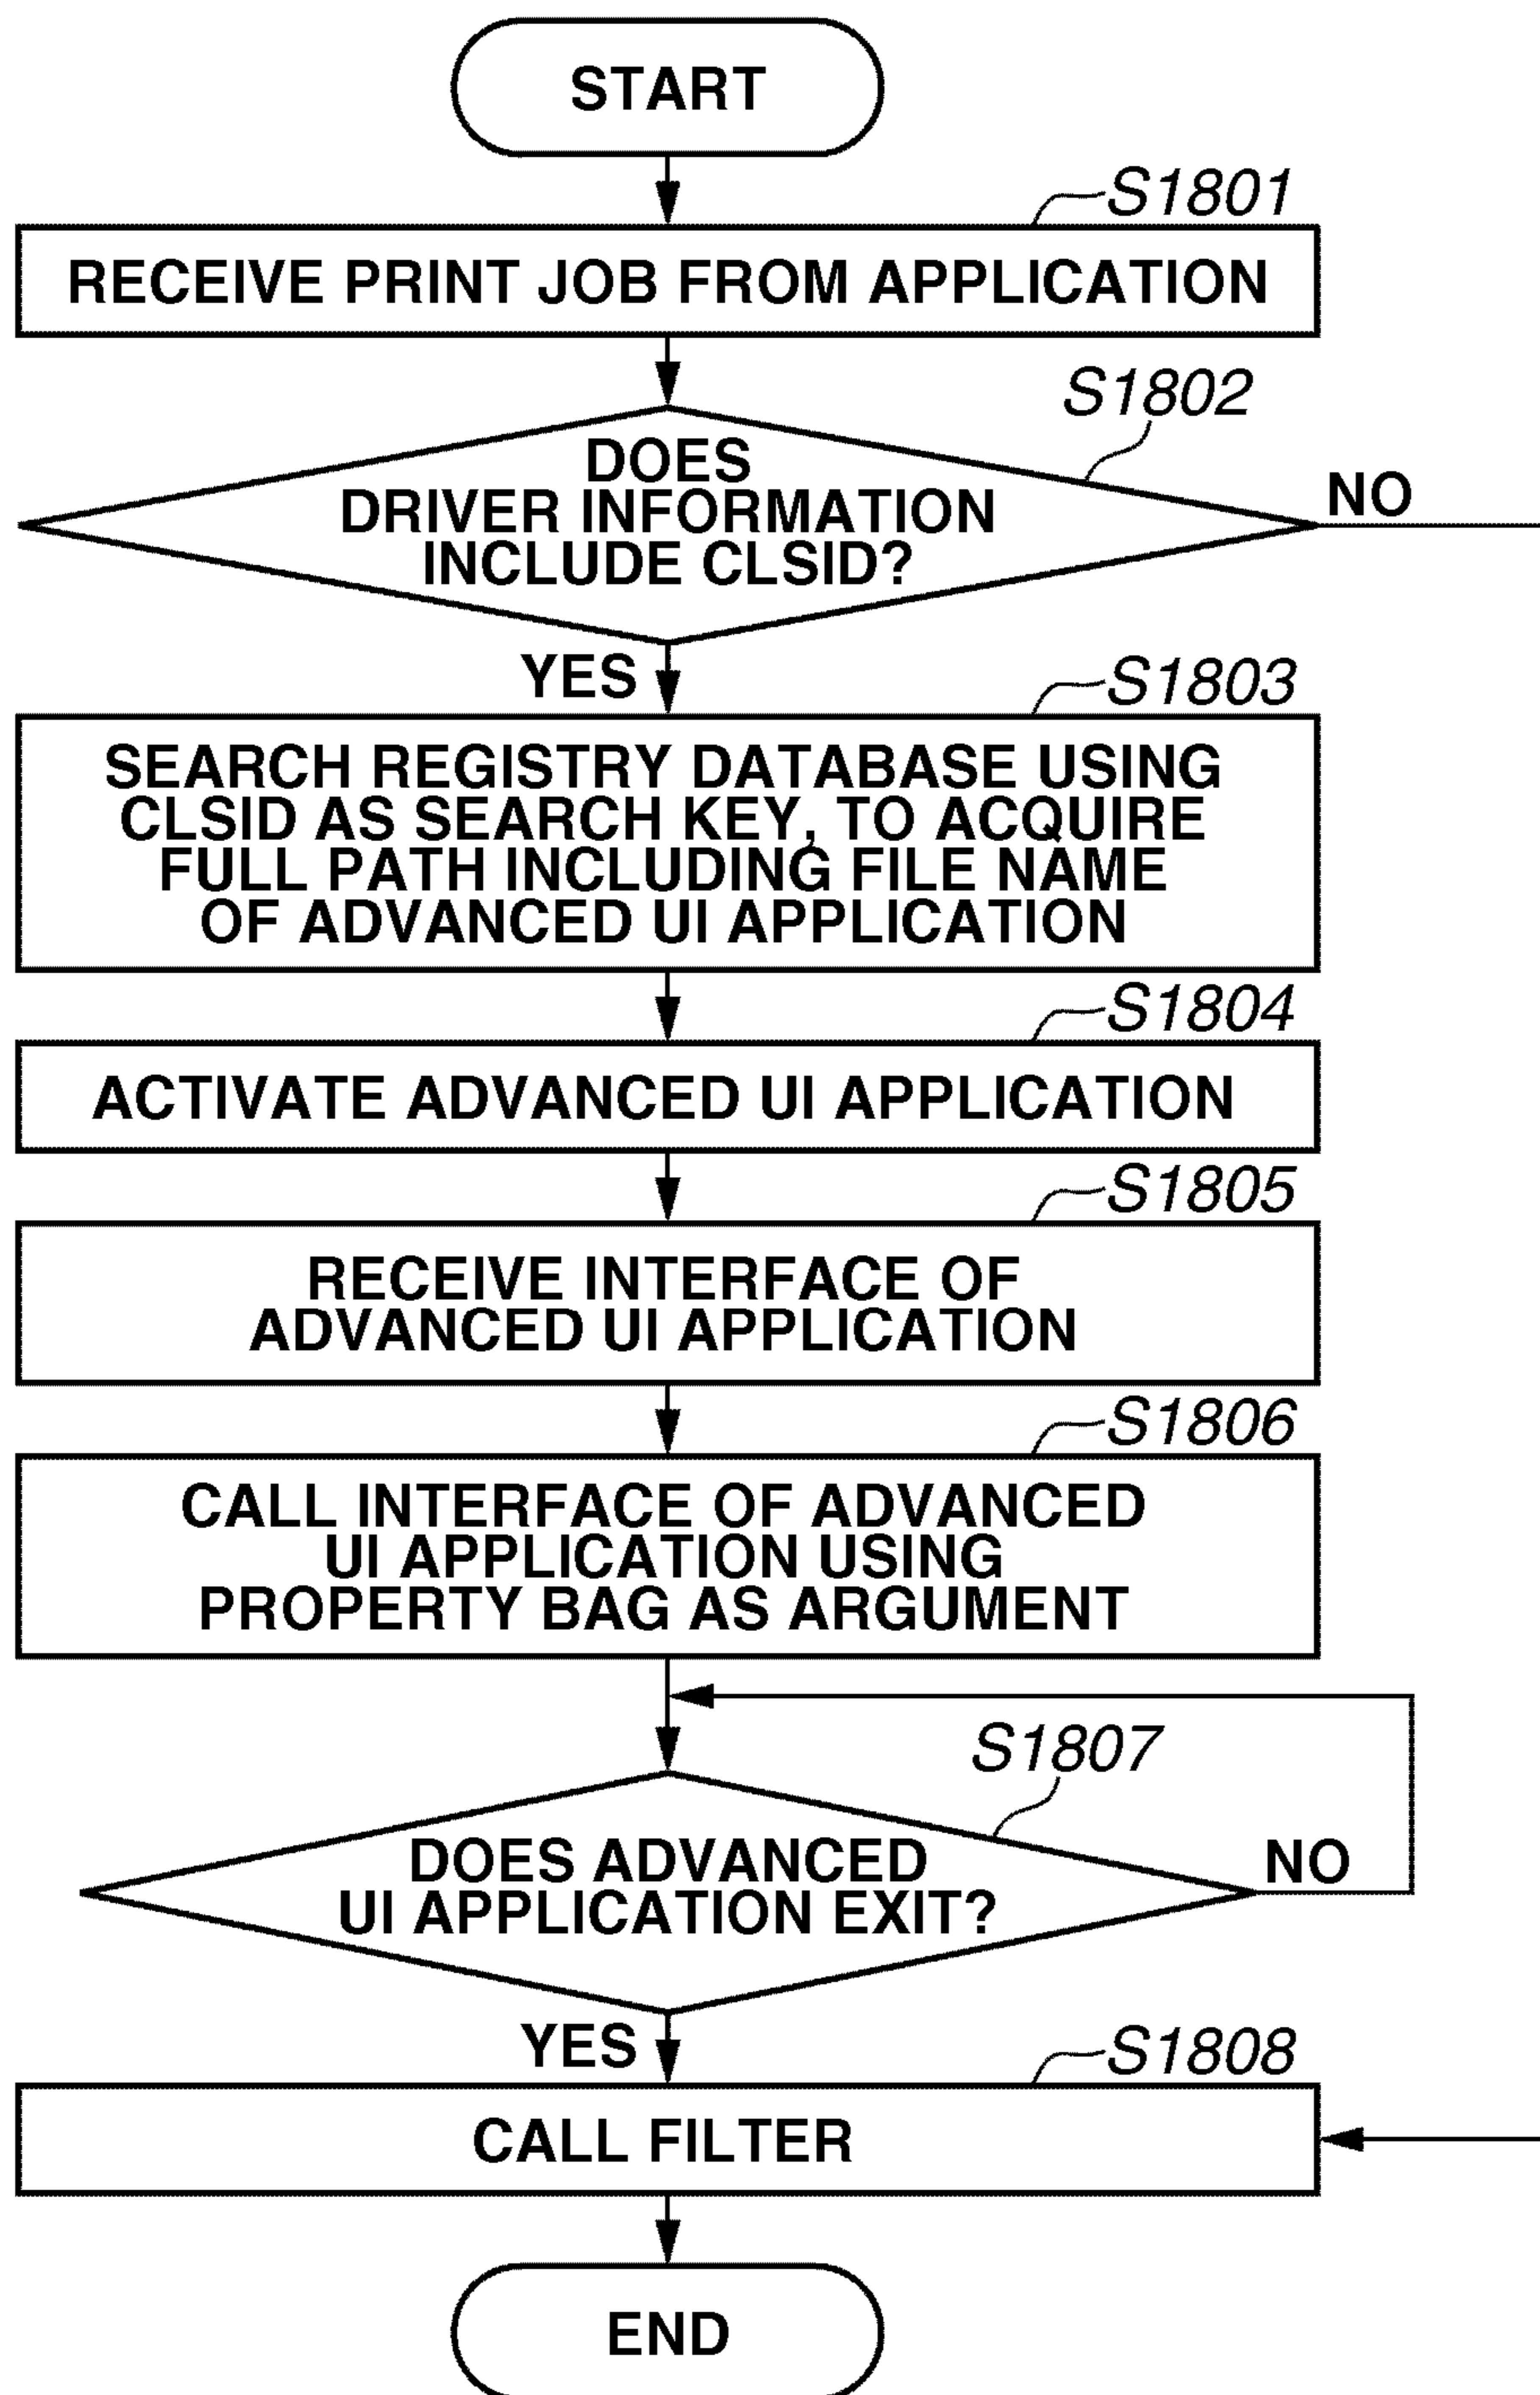 START
S1801
RECEIVE PRINT JOB FROM APPLICATION
S1802
DOES
DRIVER INFORMATION
INCLUDE CLSID?
NO
YES
S1803
SEARCH REGISTRY DATABASE USING
CLSID AS SEARCH KEY, TO ACQUIRE
FULL PATH INCLUDING FILE NAME
OF ADVANCED UI APPLICATION
S1804
ACTIVATE ADVANCED UI APPLICATION
S1805
RECEIVE INTERFACE OF
ADVANCED UI APPLICATION
S1806
CALL INTERFACE OF ADVANCED
UI APPLICATION USING
PROPERTY BAG AS ARGUMENT
S1807
DOES ADVANCED
UI APPLICATION EXIT?
NO
YES
S1808
CALL FILTER
END